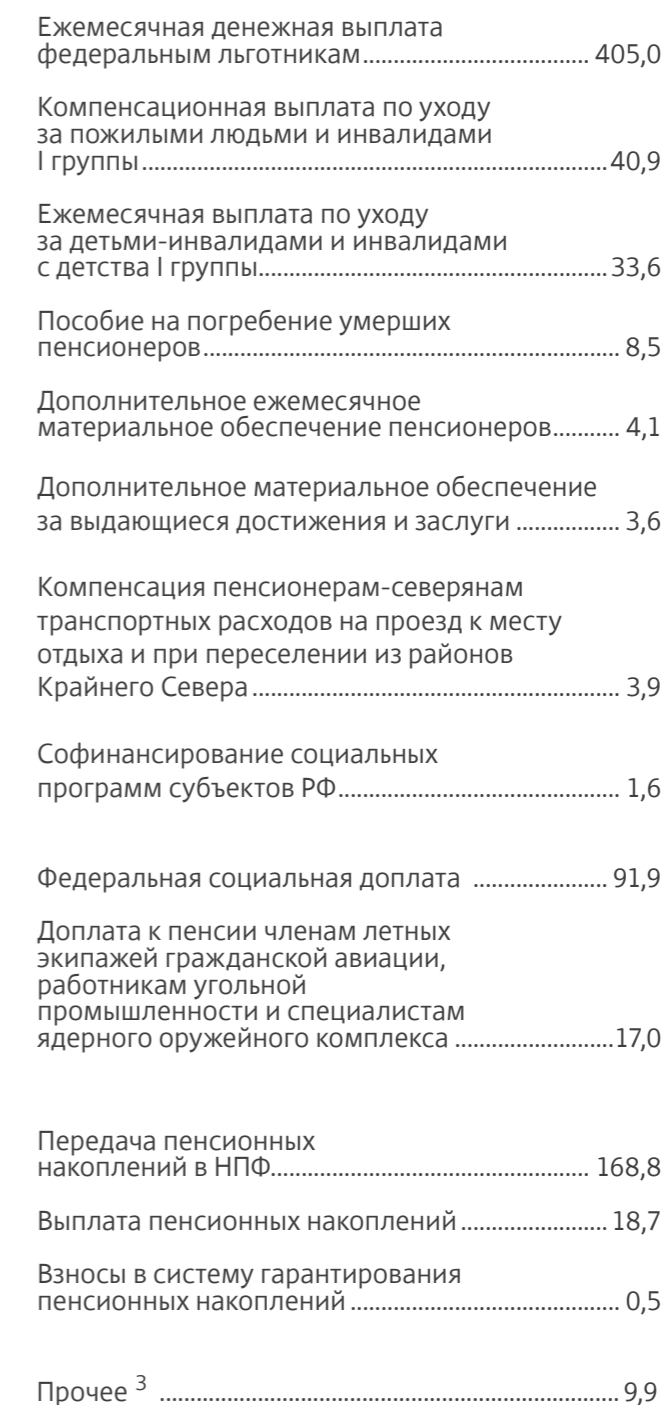 Ежемесячная денежная выплата
федеральным льготникам................................. 405,0
Компенсационная выплата по уходу
за пожилыми людьми и инвалидами
I группы....................................................................40,9
Ежемесячная выплата по уходу
за детьми-инвалидами и инвалидами
с детства I группы...................................................33,6
Пособие на погребение умерших
пенсионеров............................................................. 8,5
Дополнительное ежемесячное
материальное обеспечение пенсионеров........... 4,1
Дополнительное материальное обеспечение
за выдающиеся достижения и заслуги ................. 3,6
Компенсация пенсионерам-северянам
транспортных расходов на проезд к месту
отдыха и при переселении из районов
Крайнего Севера ...................................................... 3,9
Софинансирование социальных
программ субъектов РФ......................................... 1,6
Федеральная социальная доплата ...................... 91,9
Доплата к пенсии членам летных
экипажей гражданской авиации,
работникам угольной
промышленности и специалистам
ядерного оружейного комплекса .......................17,0
Передача пенсионных
накоплений в НПФ.............................................. 168,8
Выплата пенсионных накоплений ..................... 18,7
Взносы в систему гарантирования
пенсионных накоплений ....................................... 0,5
Прочее 3 ...................................................................9,9